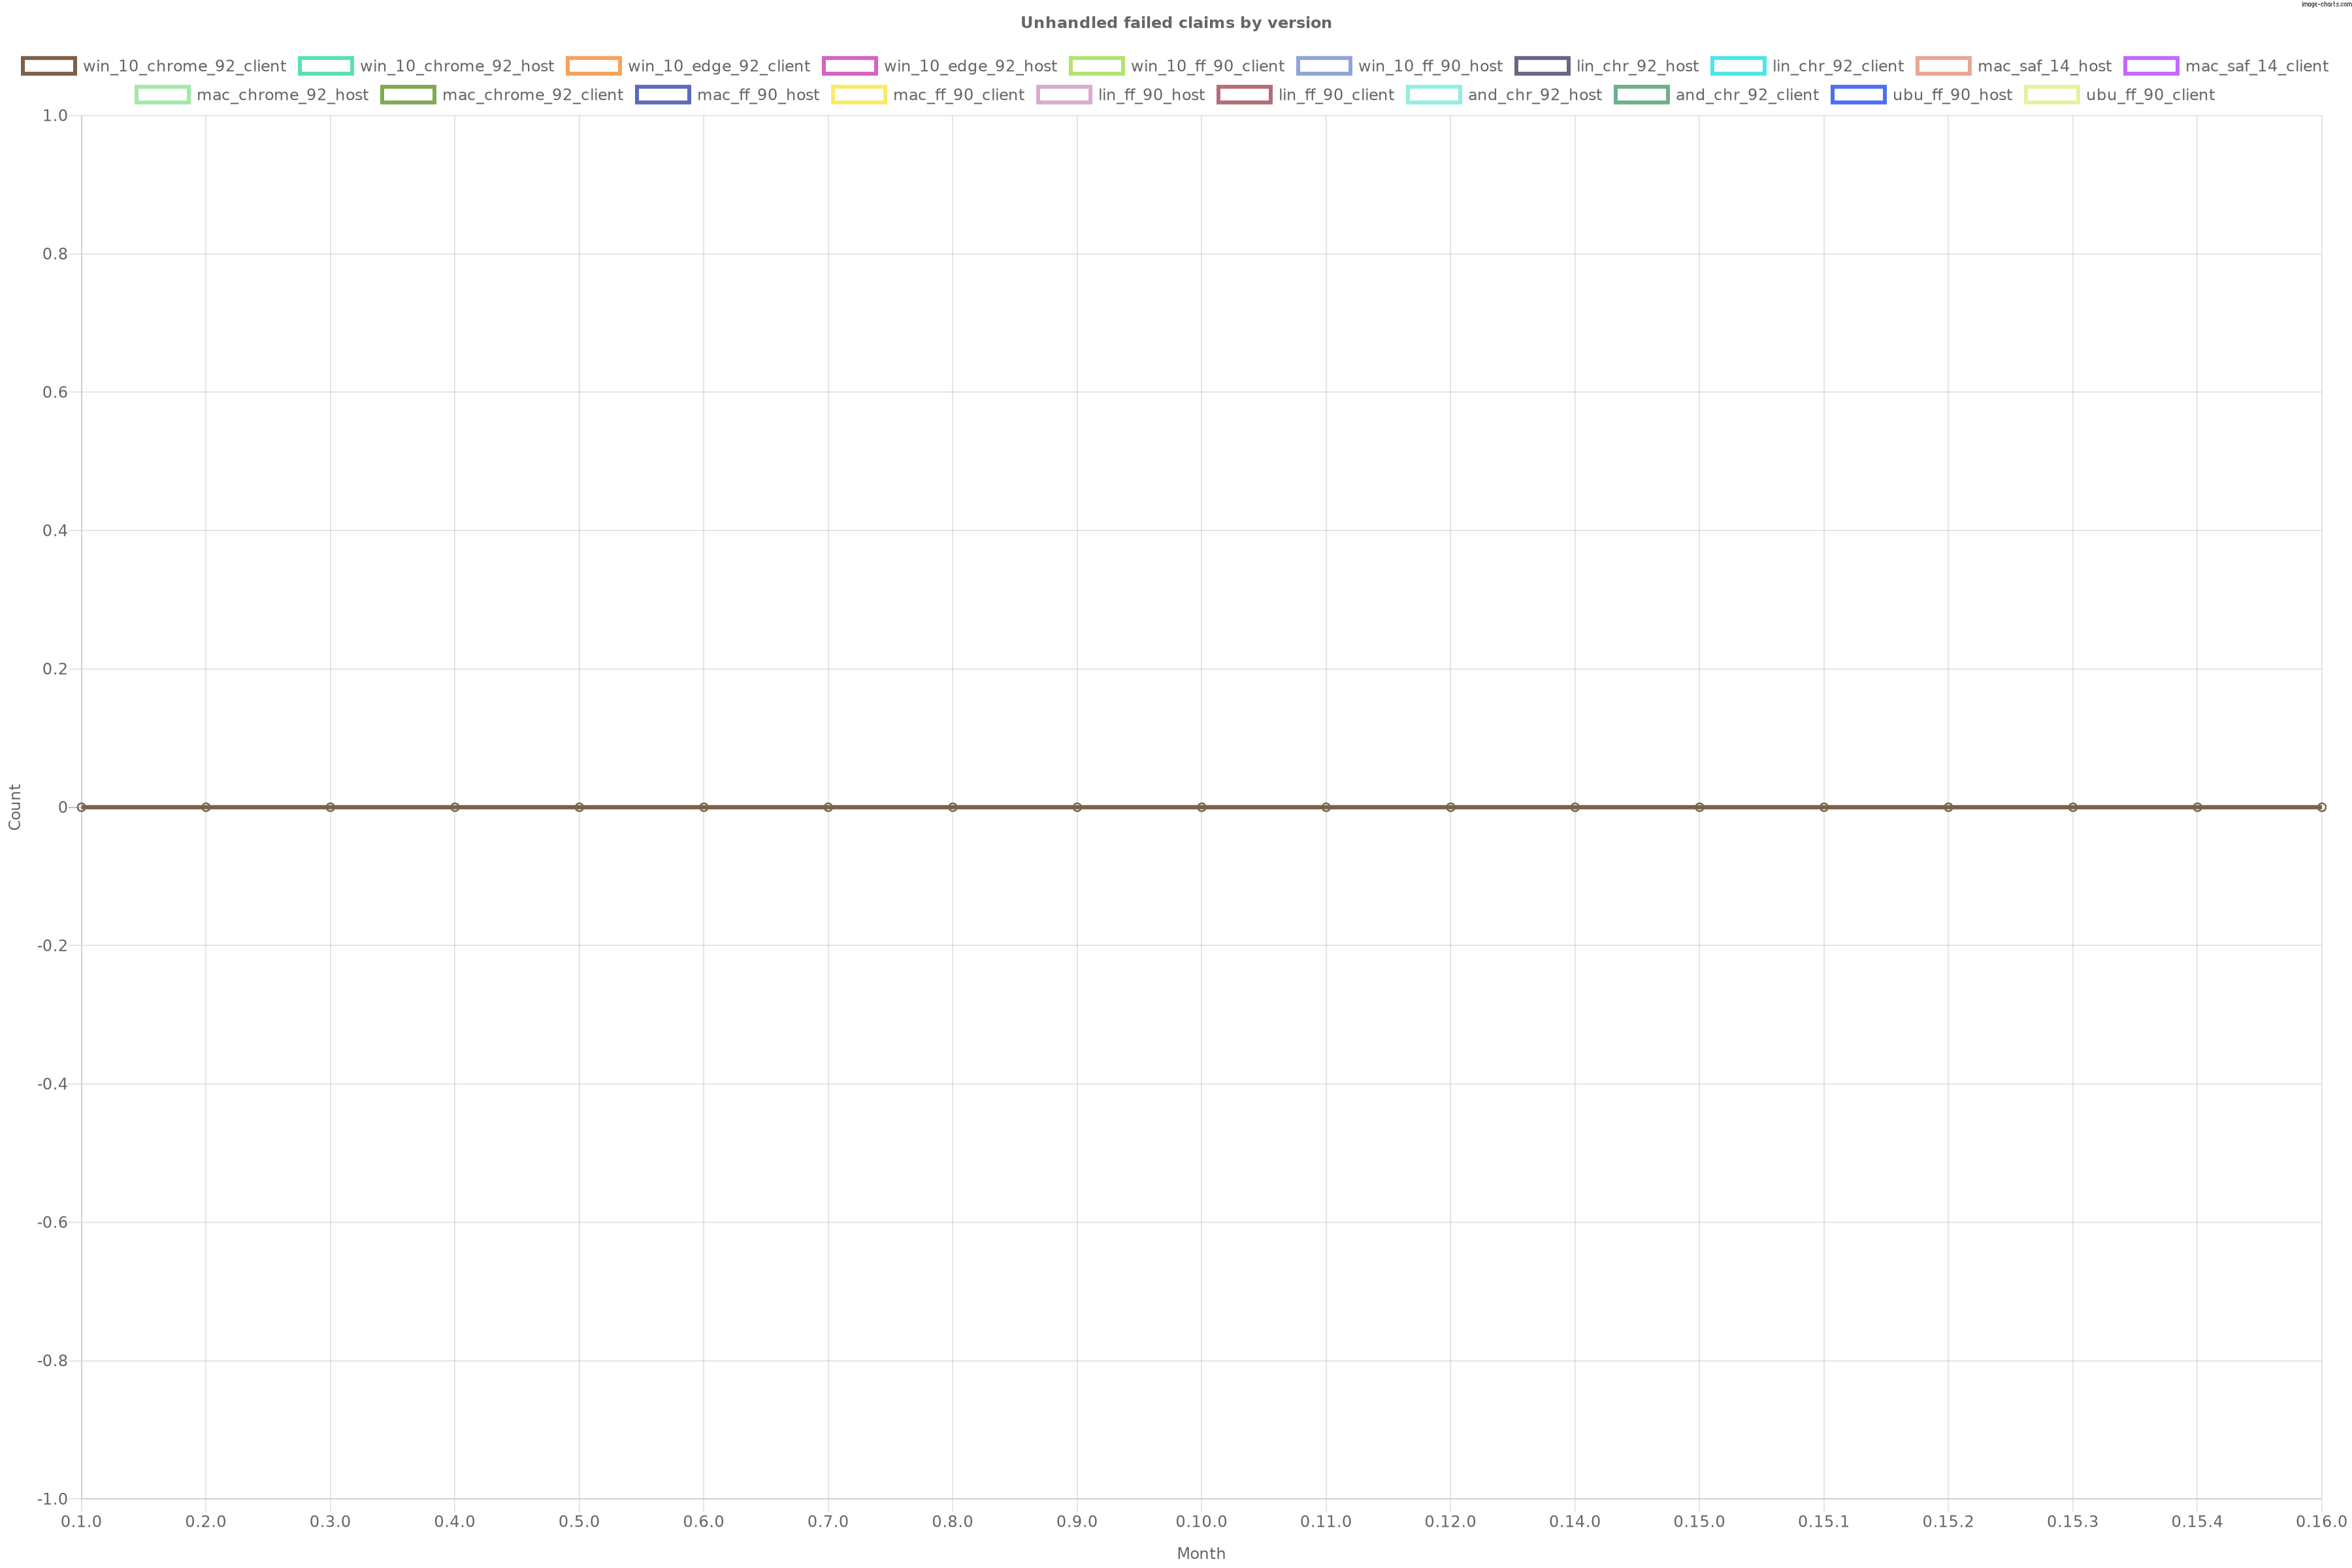 image-charts.com
Unhandled failed claims by version
win_10_chrome_92_client win_10_chrome_92_host win_10_edge_92_client win_10_edge_92_host win_10_ff_90_client win_10_ff_90_host lin_chr_92_host lin_chr_92_client mac_saf_14_host mac_saf_14_client
mac_chrome_92_host mac_chrome_92_client mac_ff_90_host mac_ff_90_client lin_ff_90_host lin_ff_90_client and_chr_92_host and_chr_92_client ubu_ff_90_host ubu_ff_90_client
1.0
0.8
0.6
0.4
0.2
0
-0.2
-0.4
-0.6
-0.8
-1.0
Count
0.1.0 0.2.0 0.3.0 0.4.0 0.5.0 0.6.0 0.7.0 0.8.0 0.9.0 0.10.0 0.11.0 0.12.0 0.14.0 0.15.0 0.15.1 0.15.2 0.15.3 0.15.4 0.16.0
Month